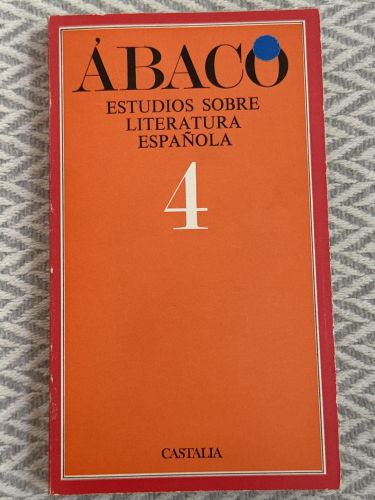 ÁBACO
ESTUDIOS SOBRE
LITERATURA
ESPAÑOLA
4
CASTALIA